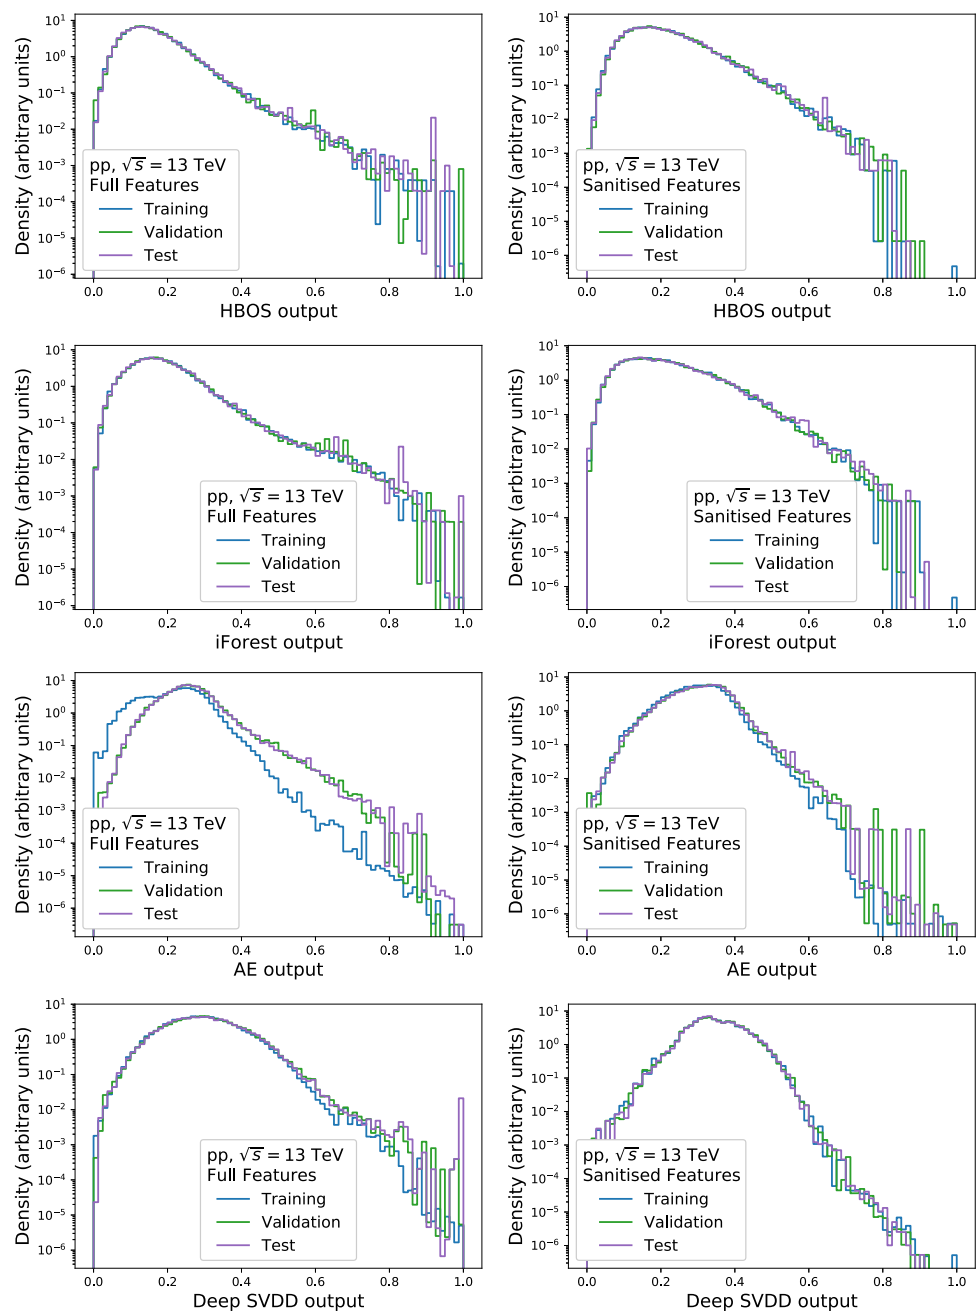 Density (arbitrary units)
10¹
10⁰
10⁻¹
10⁻²
10⁻³
10⁻⁴
10⁻⁵
10⁻⁶
pp, √s = 13 TeV
Full Features
Training
Validation
Test
0.0 0.2 0.4 0.6 0.8 1.0
HBOS output
Density (arbitrary units)
10¹
10⁰
10⁻¹
10⁻²
10⁻³
10⁻⁴
10⁻⁵
10⁻⁶
pp, √s = 13 TeV
Sanitised Features
Training
Validation
Test
0.0 0.2 0.4 0.6 0.8 1.0
HBOS output
Density (arbitrary units)
10¹
10⁰
10⁻¹
10⁻²
10⁻³
10⁻⁴
10⁻⁵
10⁻⁶
pp, √s = 13 TeV
Full Features
Training
Validation
Test
0.0 0.2 0.4 0.6 0.8 1.0
iForest output
Density (arbitrary units)
10¹
10⁰
10⁻¹
10⁻²
10⁻³
10⁻⁴
10⁻⁵
10⁻⁶
pp, √s = 13 TeV
Sanitised Features
Training
Validation
Test
0.0 0.2 0.4 0.6 0.8 1.0
iForest output
Density (arbitrary units)
10¹
10⁰
10⁻¹
10⁻²
10⁻³
10⁻⁴
10⁻⁵
10⁻⁶
pp, √s = 13 TeV
Full Features
Training
Validation
Test
0.0 0.2 0.4 0.6 0.8 1.0
AE output
Density (arbitrary units)
10¹
10⁰
10⁻¹
10⁻²
10⁻³
10⁻⁴
10⁻⁵
10⁻⁶
pp, √s = 13 TeV
Sanitised Features
Training
Validation
Test
0.0 0.2 0.4 0.6 0.8 1.0
AE output
Density (arbitrary units)
10¹
10⁰
10⁻¹
10⁻²
10⁻³
10⁻⁴
10⁻⁵
10⁻⁶
pp, √s = 13 TeV
Full Features
Training
Validation
Test
0.0 0.2 0.4 0.6 0.8 1.0
Deep SVDD output
Density (arbitrary units)
10¹
10⁰
10⁻¹
10⁻²
10⁻³
10⁻⁴
10⁻⁵
10⁻⁶
pp, √s = 13 TeV
Sanitised Features
Training
Validation
Test
0.0 0.2 0.4 0.6 0.8 1.0
Deep SVDD output